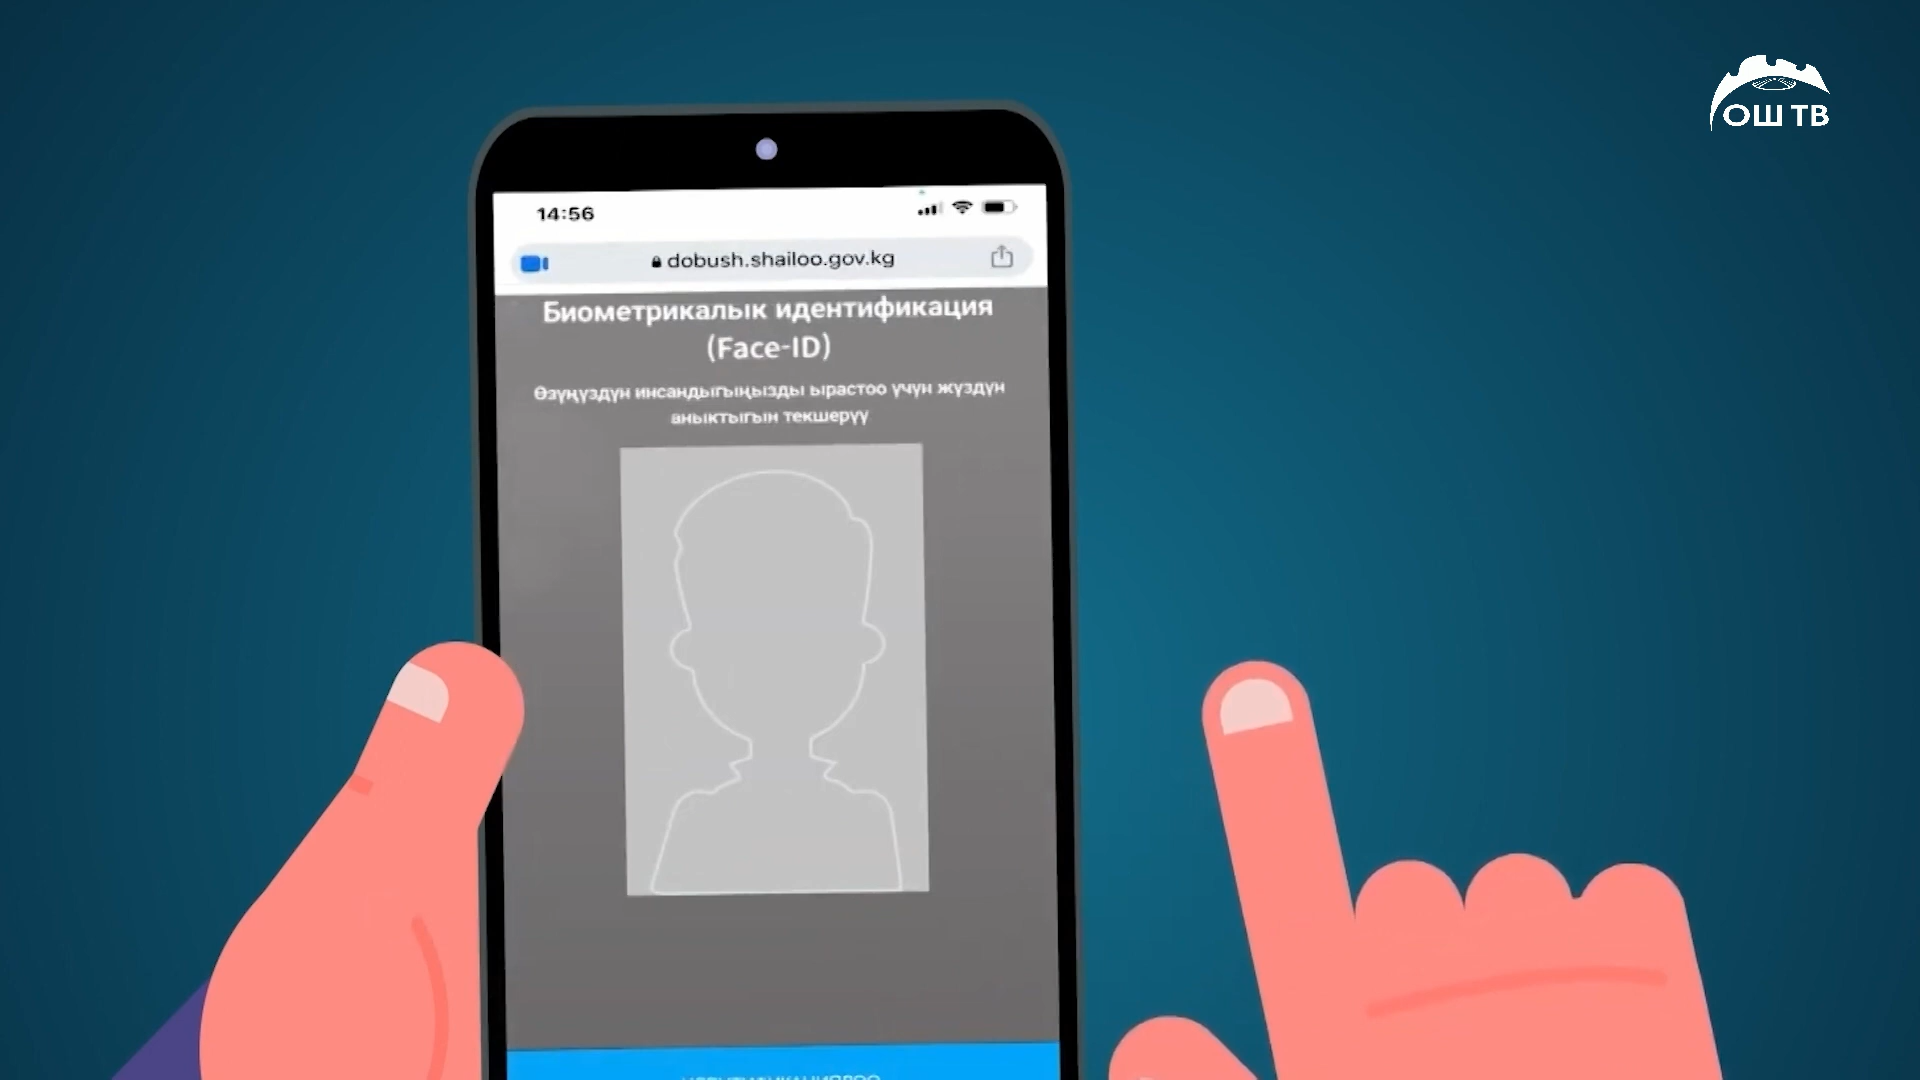 ОШ ТВ
14:56
dobush.shailoo.gov.kg
Биометрикалык идентификация
(Face-ID)
Өзүңүздүн инсандыгыңызды ырастоо үчүн жүздүн
аныктыгын текшерүү